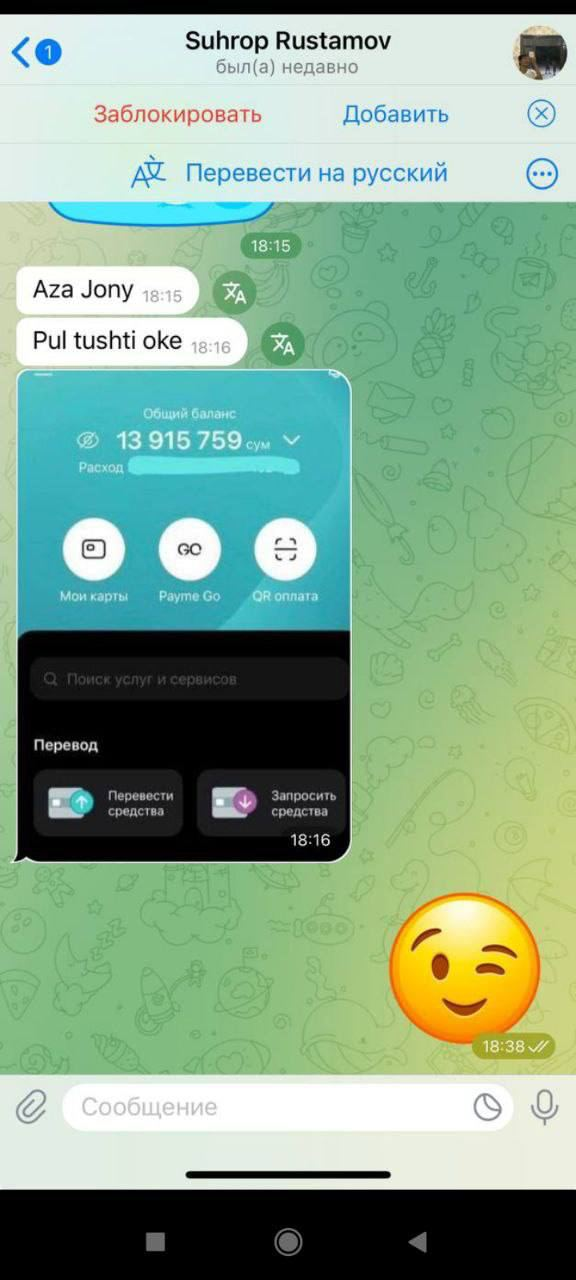 1
Suhrop Rustamov
был(а) недавно
Заблокировать
Добавить
Перевести на русский
18:15
Aza Jony 18:15
Pul tushti oke 18:16
Общий баланс
13 915 759 сум
Расход
Мои карты
GO
Payme Go
QR оплата
Поиск услуг и сервисов
Перевод
Перевести средства
Запросить средства
18:16
18:38
Сообщение